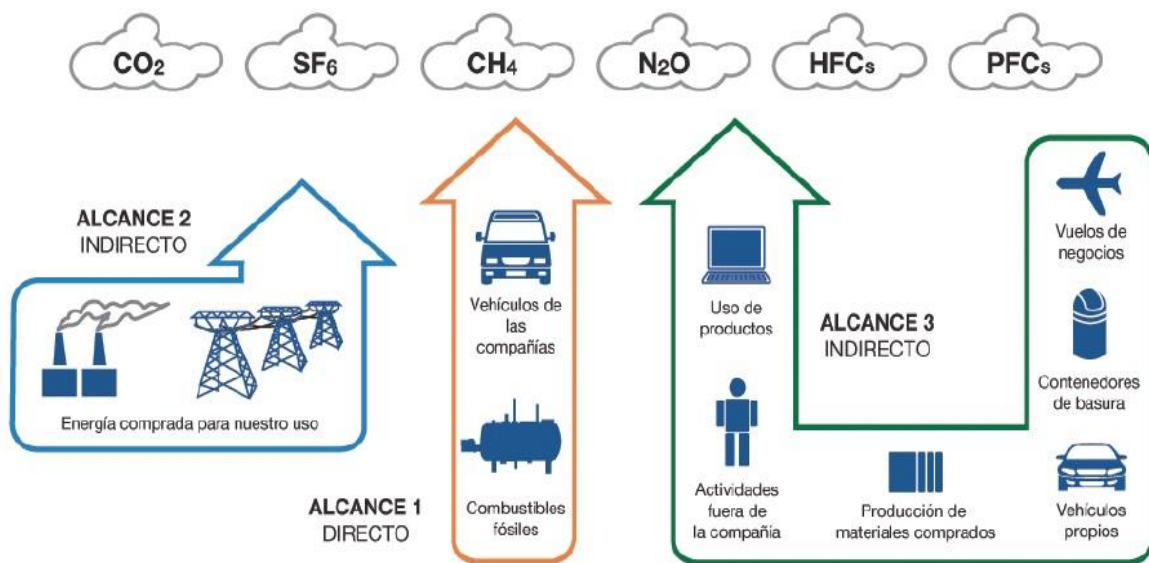 CO2
SF6
CH4
N2O
HFCs
PFCs
ALCANCE 2
INDIRECTO
Energía comprada para nuestro uso
ALCANCE 1
DIRECTO
Vehículos de
las
compañías
Combustibles
fósiles
Uso de
productos
Actividades
fuera de
la compañía
ALCANCE 3
INDIRECTO
Producción de
materiales comprados
Vuelos de
negocios
Contenedores
de basura
Vehículos
propios